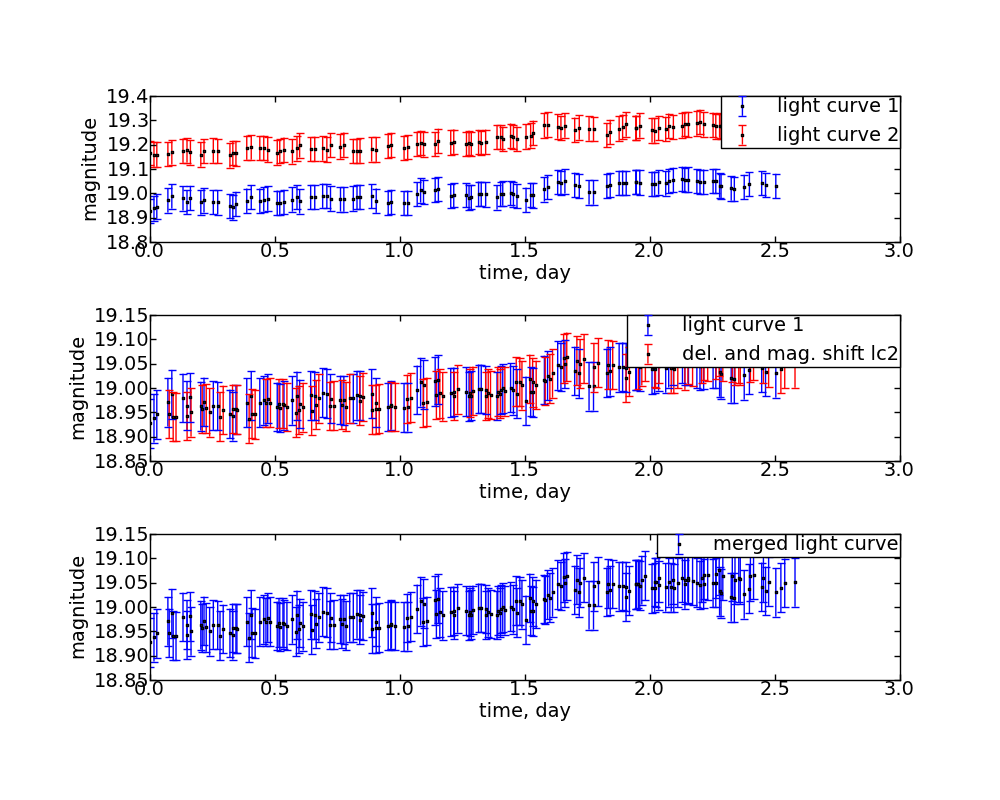 19.4
19.3
19.2
19.1
19.0
18.9
18.8
magnitude
light curve 1
light curve 2
0.0 0.5 1.0 1.5 2.0 2.5 3.0
time, day
19.15
19.10
19.05
19.00
18.95
18.90
18.85
magnitude
light curve 1
del. and mag. shift lc2
0.0 0.5 1.0 1.5 2.0 2.5 3.0
time, day
19.15
19.10
19.05
19.00
18.95
18.90
18.85
magnitude
merged light curve
0.0 0.5 1.0 1.5 2.0 2.5 3.0
time, day